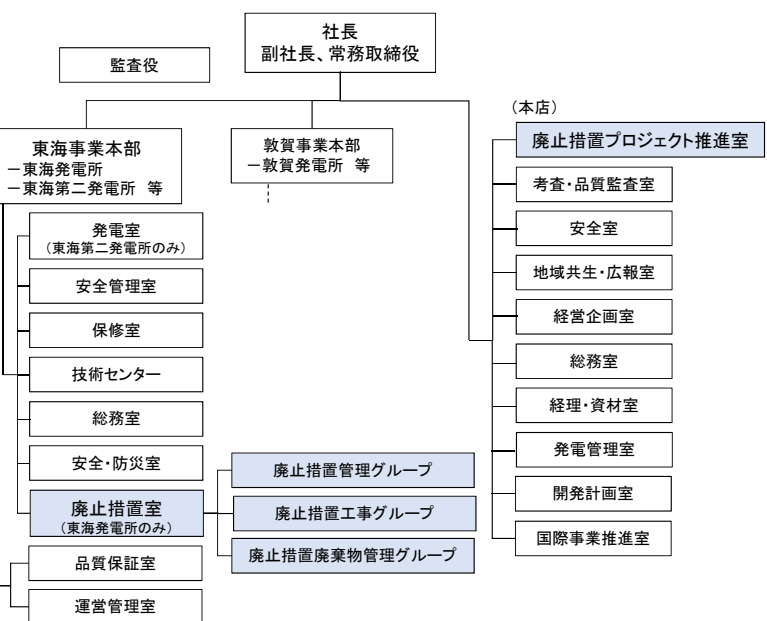 社長
副社長、常務取締役
監査役
東海事業本部
－東海発電所
－東海第二発電所 等
敦賀事業本部
－敦賀発電所 等
発電室
(東海第二発電所のみ)
安全管理室
保修室
技術センター
総務室
安全・防災室
廃止措置室
(東海発電所のみ)
品質保証室
運営管理室
廃止措置管理グループ
廃止措置工事グループ
廃止措置廃棄物管理グループ
（本店）
廃止措置プロジェクト推進室
考査・品質監査室
安全室
地域共生・広報室
経営企画室
総務室
経理・資材室
発電管理室
開発計画室
国際事業推進室